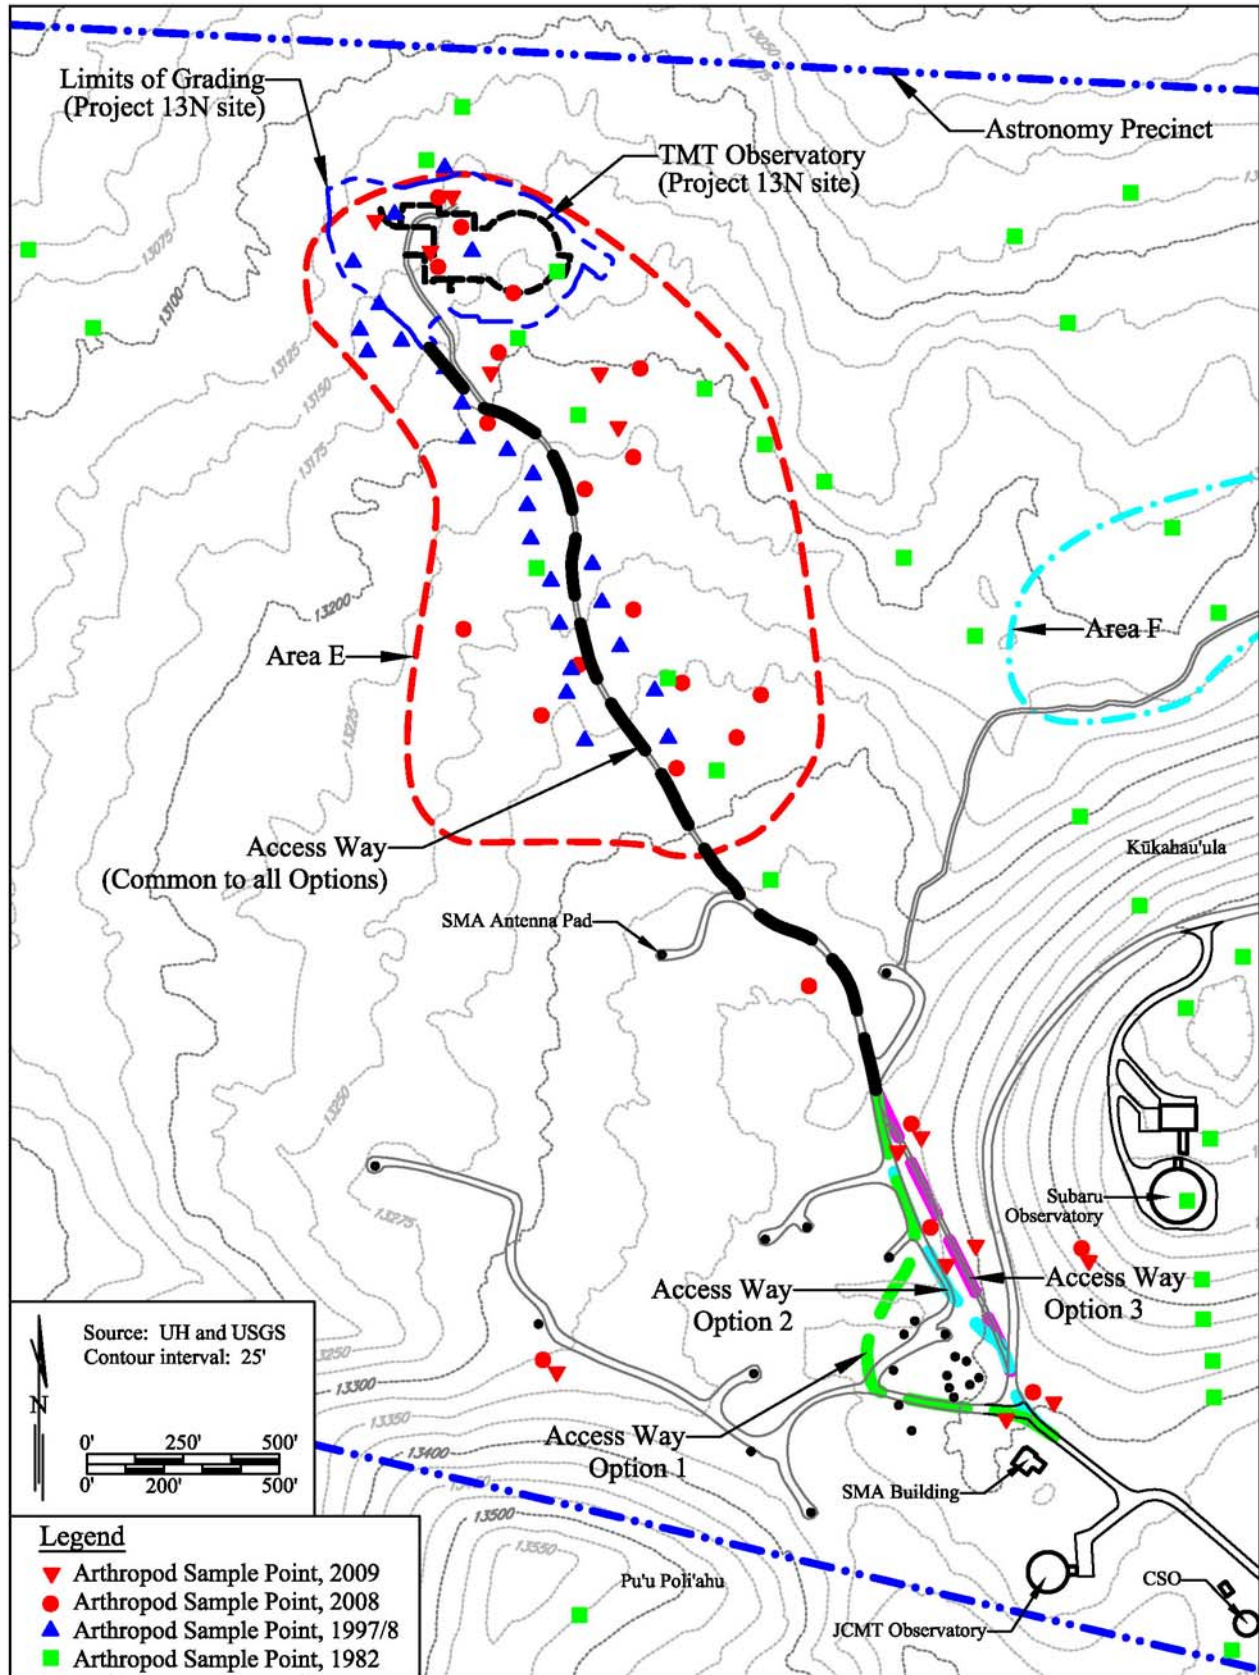 13050
13075
Limits of Grading
(Project 13N site)
Astronomy Precinct
TMT Observatory
(Project 13N site)
13075
13100
13125
13150
13175
13200
Area E
Area F
13225
Access Way
(Common to all Options)
Kūkahau'ula
SMA Antenna Pad
13250
13275
Subaru
Observatory
Access Way
Option 2
Access Way
Option 3
Source: UH and USGS
Contour interval: 25'
N
0' 250' 500'
0' 200' 500'
13250
13300
13350
13400
13500
13550
Access Way
Option 1
SMA Building
Pu'u Poli'ahu
CSO
JCMT Observatory
Legend
Arthropod Sample Point, 2009
Arthropod Sample Point, 2008
Arthropod Sample Point, 1997/8
Arthropod Sample Point, 1982